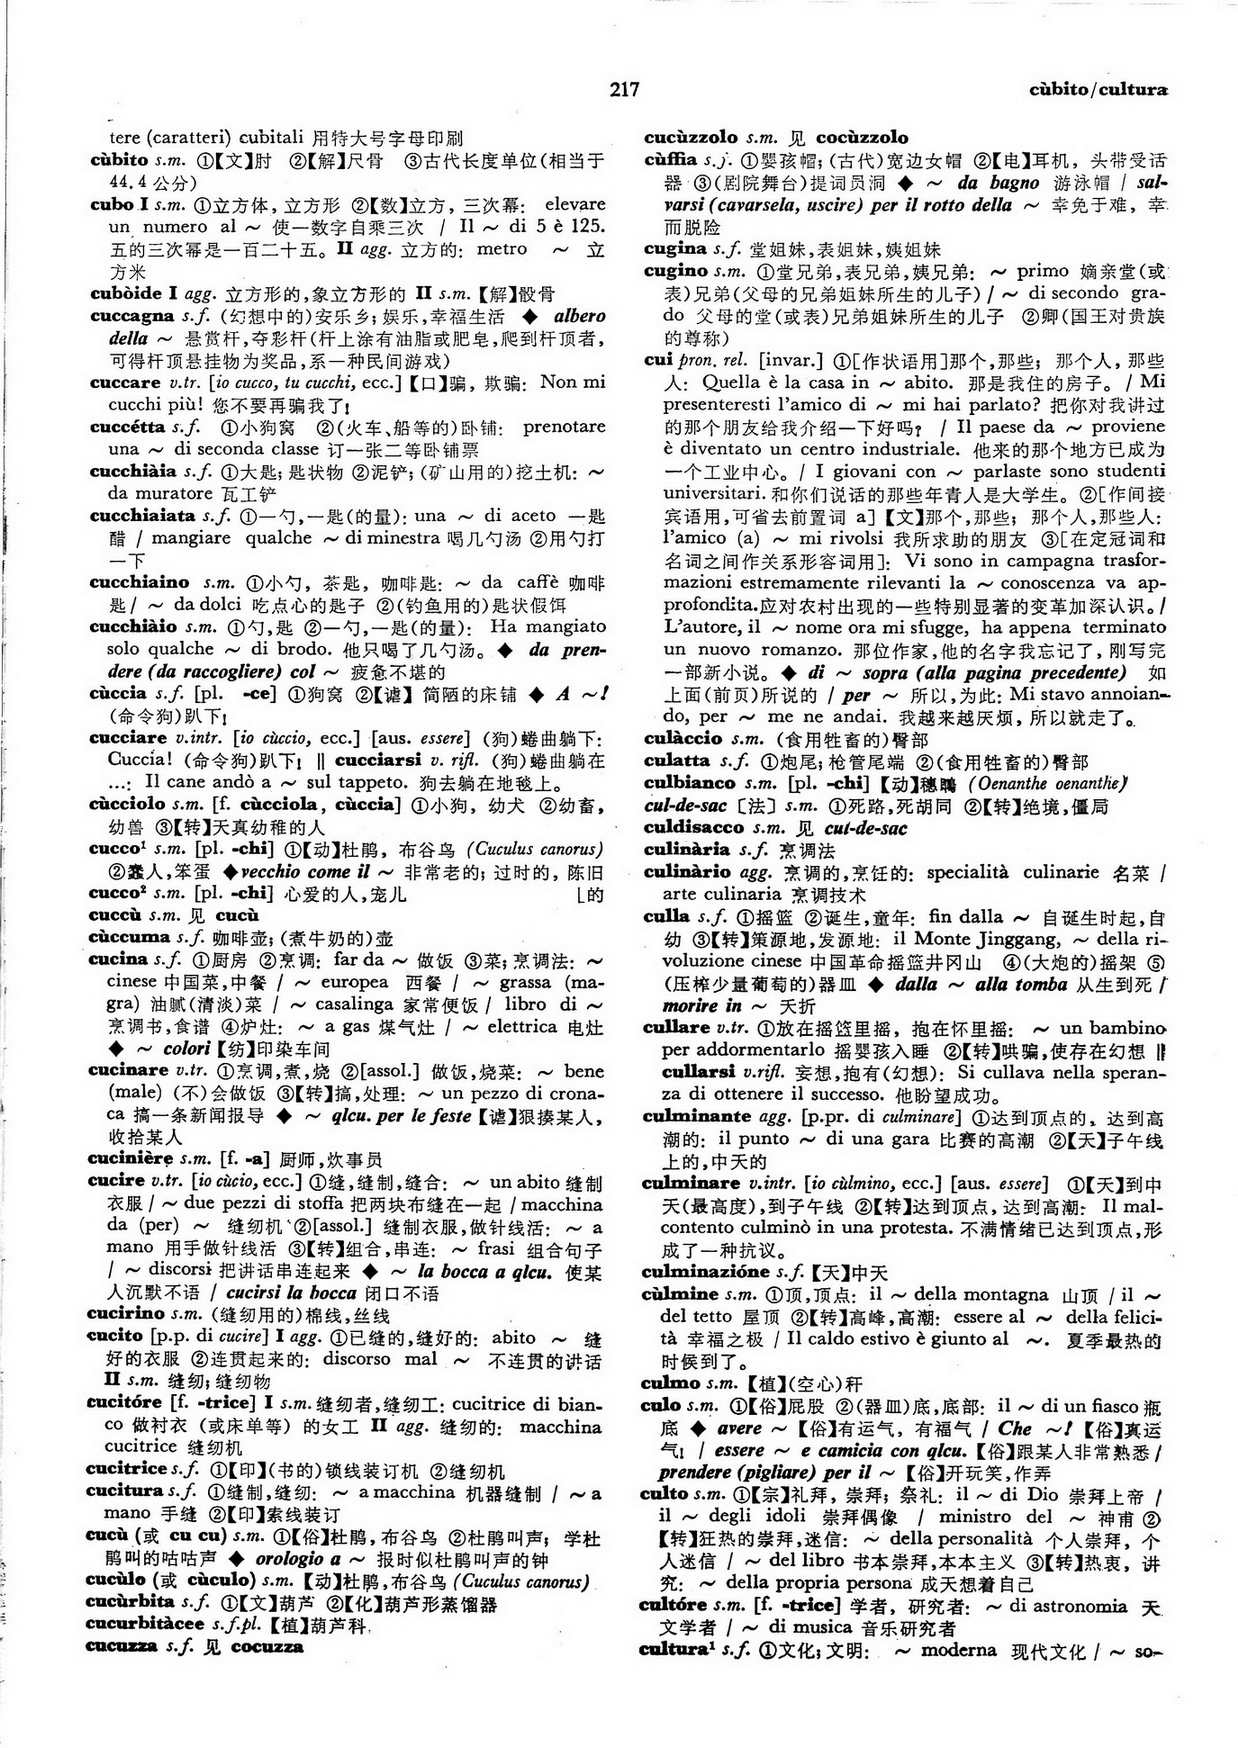 217
cùbito/cultura
tere (caratteri) cubitali 用特大号字母印刷
cùbito s.m. ①【文】肘 ②【解】尺骨 ③古代长度单位(相当于
44.4 公分)
cubo I s.m. ①立方体, 立方形 ②【数】立方, 三次幂: elevare
un numero al ～ 使一数字自乘三次 / Il ～ di 5 è 125.
五的三次幂是一百二十五。II agg. 立方的: metro ～ 立
方米
cubòide I agg. 立方形的,象立方形的 II s.m.【解】骰骨
cuccagna s.f. (幻想中的)安乐乡; 娱乐,幸福生活 ◆ albero
della ～ 悬赏杆,夺彩杆(杆上涂有油脂或肥皂,爬到杆顶者,
可得杆顶悬挂物为奖品,系一种民间游戏)
cuccare v.tr. [io cucco, tu cucchi, ecc.]【口】骗, 欺骗: Non mi
cucchi più! 您不要再骗我了!
cuccétta s.f. ①小狗窝 ②(火车、船等的)卧铺: prenotare
una ～ di seconda classe 订一张二等卧铺票
cucchiàia s.f. ①大匙; 匙状物 ②泥铲; (矿山用的)挖土机: ～
da muratore 瓦工铲
cucchiaiata s.f. ①一勺,一匙(的量): una ～ di aceto 一匙
醋 / mangiare qualche ～ di minestra 喝几勺汤 ②用勺打
一下
cucchiaino s.m. ①小勺, 茶匙, 咖啡匙: ～ da caffè 咖啡
匙 / ～ da dolci 吃点心的匙子 ②(钓鱼用的)匙状假饵
cucchiàio s.m. ①勺,匙 ②一勺,一匙(的量): Ha mangiato
solo qualche ～ di brodo. 他只喝了几勺汤。◆ da pren-
dere (da raccogliere) col ～ 疲惫不堪的
cùccia s.f. [pl. -ce] ①狗窝 ②【谑】简陋的床铺 ◆ A ～!
(命令狗)趴下!
cucciare v.intr. [io cùccio, ecc.] [aus. essere] (狗)蜷曲躺下:
Cuccia! (命令狗)趴下! ‖ cucciarsi v. rifl. (狗)蜷曲躺在
…: Il cane andò a ～ sul tappeto. 狗去躺在地毯上。
cùcciolo s.m. [f. cùcciola, cùccia] ①小狗, 幼犬 ②幼畜,
幼兽 ③【转】天真幼稚的人
cucco¹ s.m. [pl. -chi] ①【动】杜鹃, 布谷鸟 (Cuculus canorus)
②蠢人,笨蛋 ◆vecchio come il ～ 非常老的; 过时的, 陈旧
cucco² s.m. [pl. -chi] 心爱的人,宠儿 ⌊的
cuccù s.m. 见 cucù
cùccuma s.f. 咖啡壶; (煮牛奶的)壶
cucina s.f. ①厨房 ②烹调: far da ～ 做饭 ③菜; 烹调法: ～
cinese 中国菜,中餐 / ～ europea 西餐 / ～ grassa (ma-
gra) 油腻(清淡)菜 / ～ casalinga 家常便饭 / libro di ～
烹调书,食谱 ④炉灶: ～ a gas 煤气灶 / ～ elettrica 电灶
◆ ～ colori【纺】印染车间
cucinare v.tr. ①烹调,煮,烧 ②[assol.] 做饭,烧菜: ～ bene
(male) (不)会做饭 ③【转】搞,处理: ～ un pezzo di crona-
ca 搞一条新闻报导 ◆ ～ qlcu. per le feste【谑】狠揍某人,
收拾某人
cucinière s.m. [f. -a] 厨师,炊事员
cucire v.tr. [io cùcio, ecc.] ①缝,缝制,缝合: ～ un abito 缝制
衣服 / ～ due pezzi di stoffa 把两块布缝在一起 / macchina
da (per) ～ 缝纫机 ②[assol.] 缝制衣服,做针线活: ～ a
mano 用手做针线活 ③【转】组合,串连: ～ frasi 组合句子
/ ～ discorsi 把讲话串连起来 ◆ ～ la bocca a qlcu. 使某
人沉默不语 / cucirsi la bocca 闭口不语
cucirino s.m. (缝纫用的)棉线,丝线
cucito [p.p. di cucire] I agg. ①已缝的,缝好的: abito ～ 缝
好的衣服 ②连贯起来的: discorso mal ～ 不连贯的讲话
II s.m. 缝纫; 缝纫物
cucitóre [f. -trice] I s.m. 缝纫者,缝纫工: cucitrice di bian-
co 做衬衣 (或床单等) 的女工 II agg. 缝纫的: macchina
cucitrice 缝纫机
cucitrice s.f. ①【印】(书的)锁线装订机 ②缝纫机
cucitura s.f. ①缝制,缝纫: ～ a macchina 机器缝制 / ～ a
mano 手缝 ②【印】索线装订
cucù (或 cu cu) s.m. ①【俗】杜鹃,布谷鸟 ②杜鹃叫声; 学杜
鹃叫的咕咕声 ◆ orologio a ～ 报时似杜鹃叫声的钟
cucùlo (或 cùculo) s.m.【动】杜鹃,布谷鸟 (Cuculus canorus)
cucùrbita s.f. ①【文】葫芦 ②【化】葫芦形蒸馏器
cucurbitàcee s.f.pl.【植】葫芦科
cucuzza s.f. 见 cocuzza
cucùzzolo s.m. 见 cocùzzolo
cùffia s.f. ①婴孩帽; (古代)宽边女帽 ②【电】耳机, 头带受话
器 ③(剧院舞台)提词员洞 ◆ ～ da bagno 游泳帽 / sal-
varsi (cavarsela, uscire) per il rotto della ～ 幸免于难, 幸
而脱险
cugina s.f. 堂姐妹,表姐妹,姨姐妹
cugino s.m. ①堂兄弟,表兄弟,姨兄弟: ～ primo 嫡亲堂(或
表)兄弟(父母的兄弟姐妹所生的儿子) / ～ di secondo gra-
do 父母的堂(或表)兄弟姐妹所生的儿子 ②卿(国王对贵族
的尊称)
cui pron. rel. [invar.] ①[作状语用]那个,那些; 那个人, 那些
人: Quella è la casa in ～ abito. 那是我住的房子。/ Mi
presenteresti l'amico di ～ mi hai parlato? 把你对我讲过
的那个朋友给我介绍一下好吗? / Il paese da ～ proviene
è diventato un centro industriale. 他来的那个地方已成为
一个工业中心。/ I giovani con ～ parlaste sono studenti
universitari. 和你们说话的那些年青人是大学生。②[作间接
宾语用,可省去前置词 a]【文】那个,那些; 那个人,那些人:
l'amico (a) ～ mi rivolsi 我所求助的朋友 ③[在定冠词和
名词之间作关系形容词用]: Vi sono in campagna trasfor-
mazioni estremamente rilevanti la ～ conoscenza va ap-
profondita.应对农村出现的一些特别显著的变革加深认识。/
L'autore, il ～ nome ora mi sfugge, ha appena terminato
un nuovo romanzo. 那位作家,他的名字我忘记了, 刚写完
一部新小说。◆ di ～ sopra (alla pagina precedente) 如
上面(前页)所说的 / per ～ 所以,为此: Mi stavo annoian-
do, per ～ me ne andai. 我越来越厌烦, 所以就走了。
culàccio s.m. (食用牲畜的)臀部
culatta s.f. ①炮尾; 枪管尾端 ②(食用牲畜的)臀部
culbianco s.m. [pl. -chi]【动】穗䳭 (Oenanthe oenanthe)
cul-de-sac [法] s.m. ①死路,死胡同 ②【转】绝境,僵局
culdisacco s.m. 见 cul-de-sac
culinària s.f. 烹调法
culinàrio agg. 烹调的,烹饪的: specialità culinarie 名菜 /
arte culinaria 烹调技术
culla s.f. ①摇篮 ②诞生,童年: fin dalla ～ 自诞生时起,自
幼 ③【转】策源地,发源地: il Monte Jinggang, ～ della ri-
voluzione cinese 中国革命摇篮井冈山 ④(大炮的)摇架 ⑤
(压榨少量葡萄的)器皿 ◆ dalla ～ alla tomba 从生到死 /
morire in ～ 夭折
cullare v.tr. ①放在摇篮里摇, 抱在怀里摇: ～ un bambino
per addormentarlo 摇婴孩入睡 ②【转】哄骗,使存在幻想 ‖
cullarsi v.rifl. 妄想,抱有(幻想): Si cullava nella speran-
za di ottenere il successo. 他盼望成功。
culminante agg. [p.pr. di culminare] ①达到顶点的, 达到高
潮的: il punto ～ di una gara 比赛的高潮 ②【天】子午线
上的,中天的
culminare v.intr. [io cùlmino, ecc.] [aus. essere] ①【天】到中
天(最高度),到子午线 ②【转】达到顶点, 达到高潮: Il mal-
contento culminò in una protesta. 不满情绪已达到顶点,形
成了一种抗议。
culminazióne s.f.【天】中天
cùlmine s.m. ①顶,顶点: il ～ della montagna 山顶 / il ～
del tetto 屋顶 ②【转】高峰,高潮: essere al ～ della felici-
tà 幸福之极 / Il caldo estivo è giunto al ～. 夏季最热的
时侯到了。
culmo s.m.【植】(空心)秆
culo s.m. ①【俗】屁股 ②(器皿)底,底部: il ～ di un fiasco 瓶
底 ◆ avere ～【俗】有运气, 有福气 / Che ～!【俗】真运
气! / essere ～ e camicia con qlcu.【俗】跟某人非常熟悉 /
prendere (pigliare) per il ～【俗】开玩笑,作弄
culto s.m. ①【宗】礼拜, 崇拜; 祭礼: il ～ di Dio 崇拜上帝 /
il ～ degli idoli 崇拜偶像 / ministro del ～ 神甫 ②
【转】狂热的崇拜,迷信: ～ della personalità 个人崇拜, 个
人迷信 / ～ del libro 书本崇拜,本本主义 ③【转】热衷, 讲
究: ～ della propria persona 成天想着自己
cultóre s.m. [f. -trice] 学者, 研究者: ～ di astronomia 天
文学者 / ～ di musica 音乐研究者
cultura¹ s.f. ①文化; 文明: ～ moderna 现代文化 / ～ so-